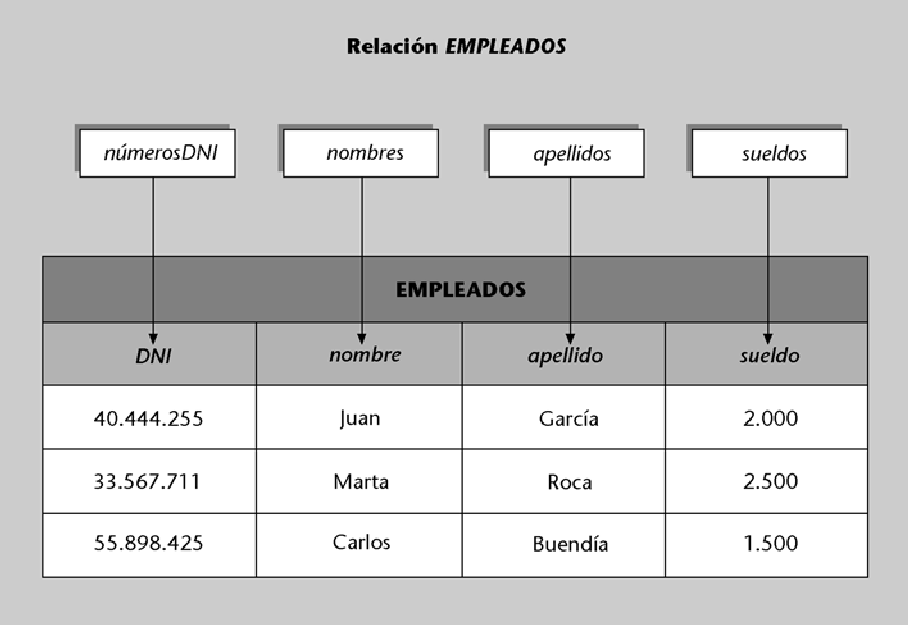 Relación EMPLEADOS
númerosDNI nombres apellidos sueldos
EMPLEADOS
DNI nombre apellido sueldo
40.444.255 Juan García 2.000
33.567.711 Marta Roca 2.500
55.898.425 Carlos Buendía 1.500